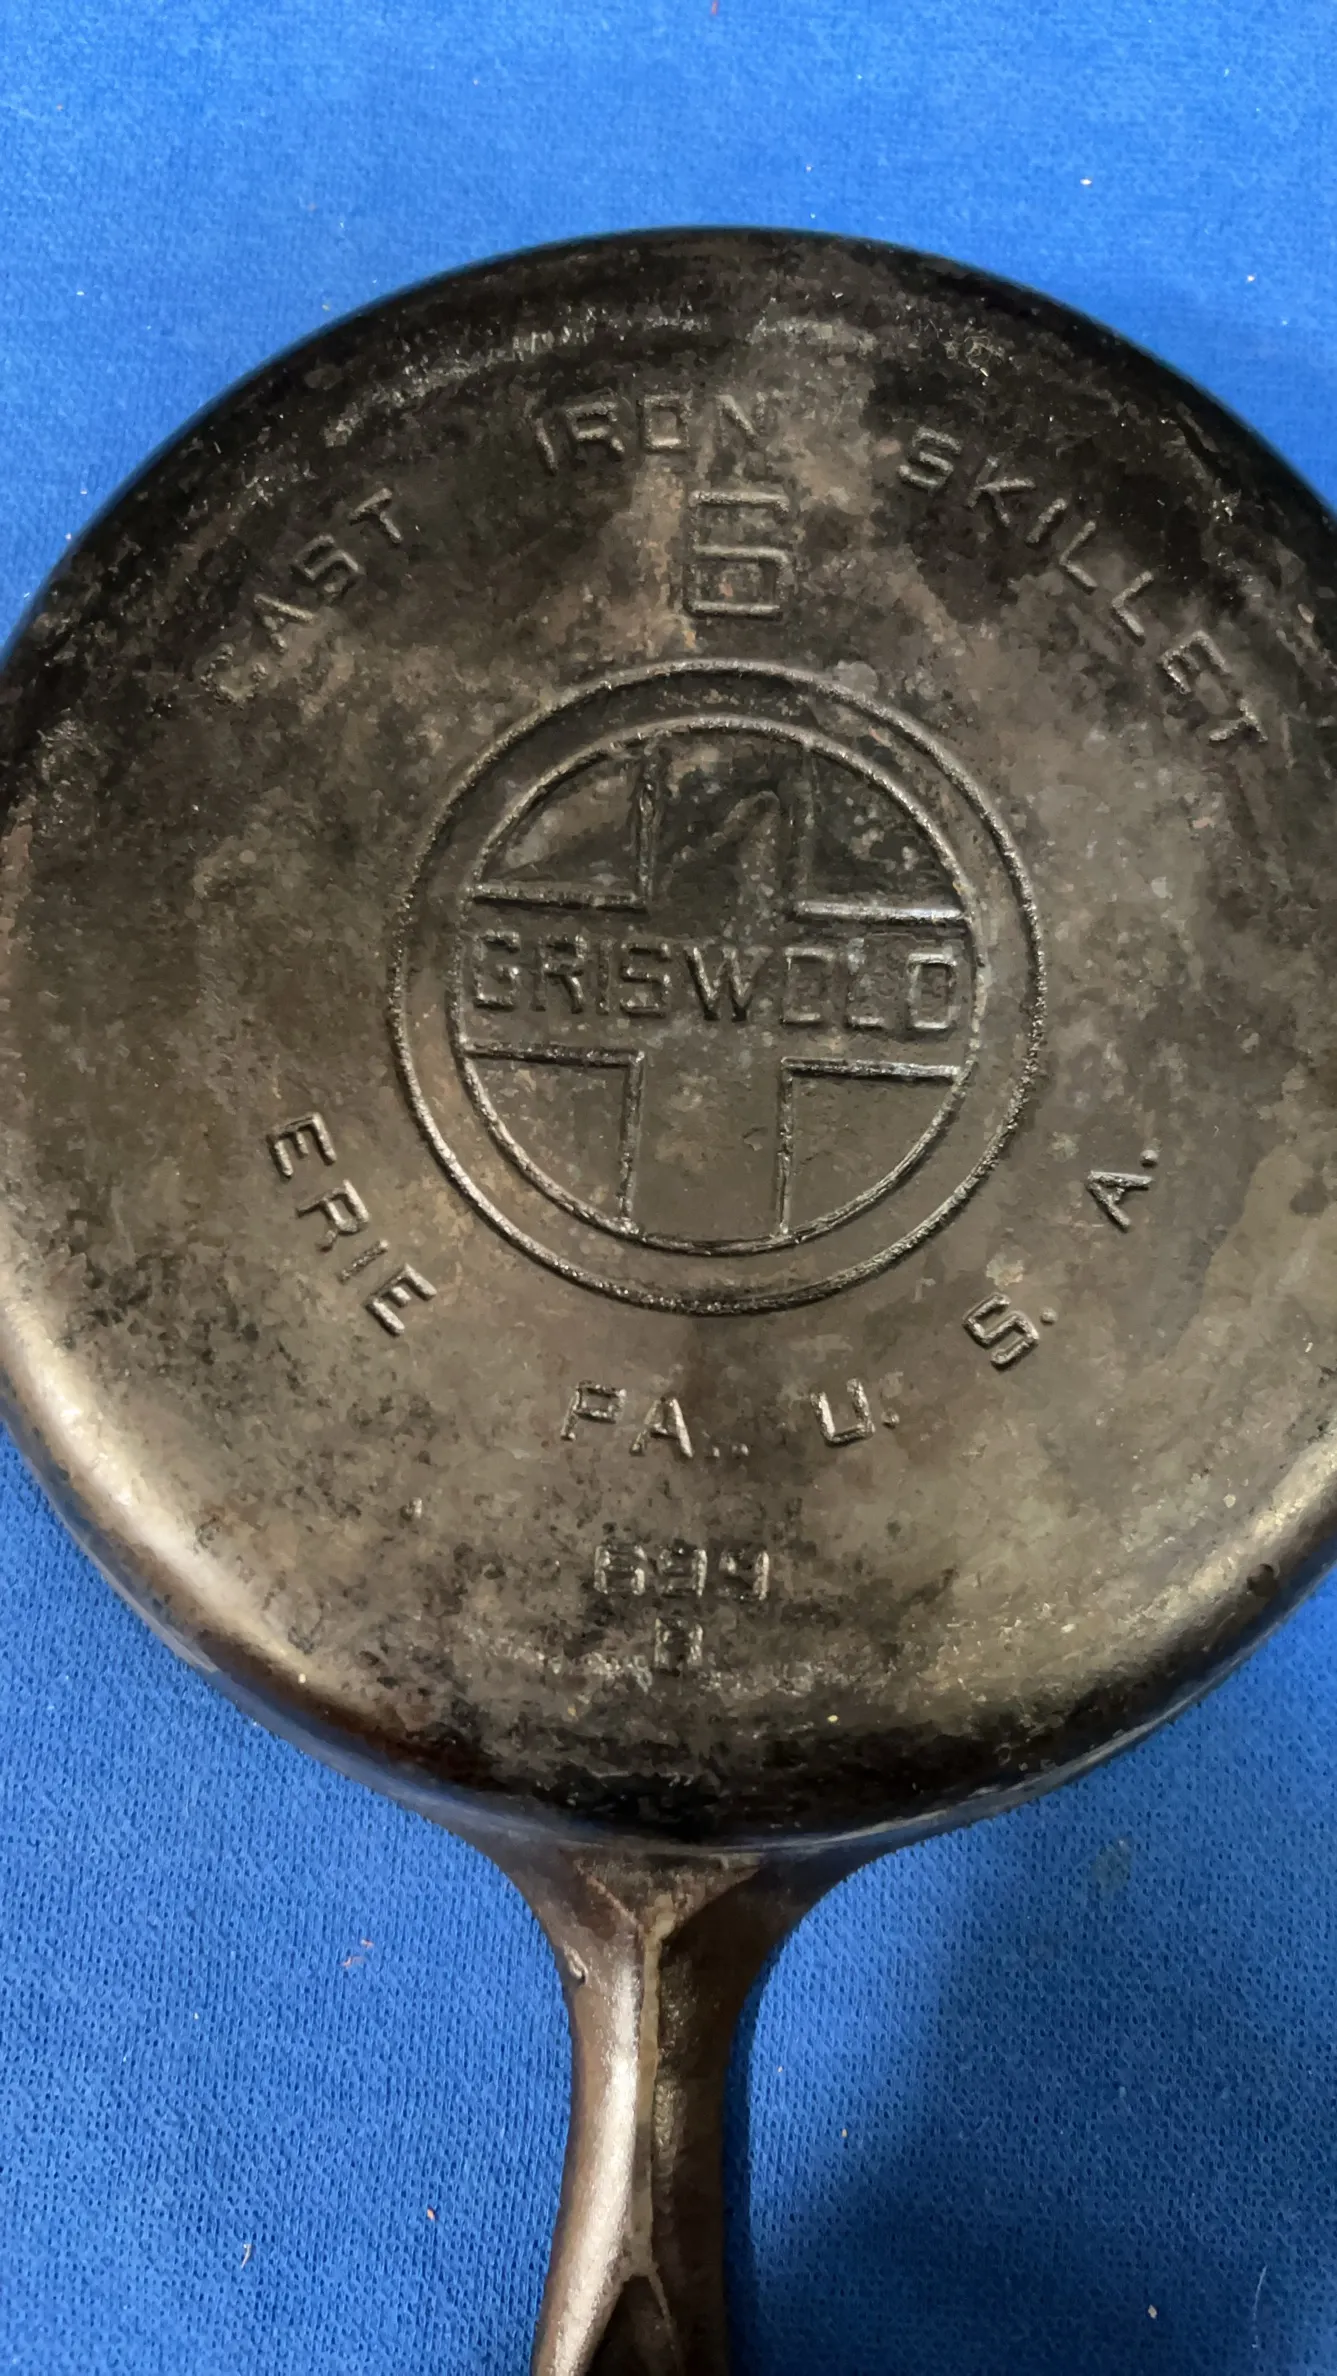 CAST IRON SKILLET
6
GRISWOLD
ERIE PA., U.S.A.
699